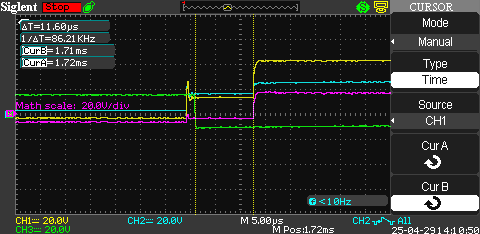 Siglent Stop CURSOR
ΔT=11.60µs
1/ΔT=86.21KHz
CurB=1.71ms
CurA=1.72ms
Mode
Manual
Type
Time
Math scale: 20.0V/div
Source
CH1
Cur A
Cur B
<10Hz
CH1 20.0V CH2 20.0V M 5.00µs CH2 All
CH3 20.0V M Pos:1.72ms 25-04-29 14:10:50